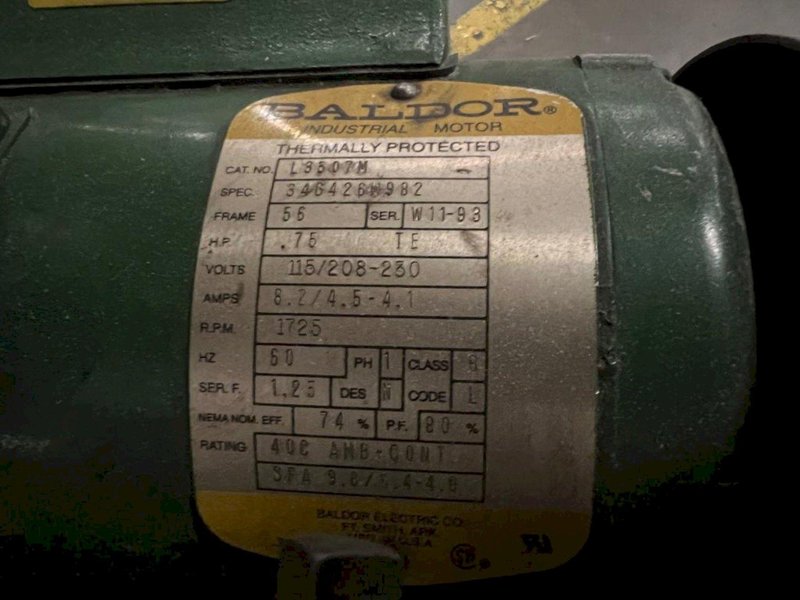 BALDOR®
INDUSTRIAL MOTOR
THERMALLY PROTECTED
CAT. NO. L3507M
SPEC. 34G426W982
FRAME 56 SER. W11-93
H.P. .75 TE
VOLTS 115/208-230
AMPS 8.2/4.5-4.1
R.P.M. 1725
HZ 60 PH 1 CLASS
SER. F. 1.25 DES N CODE L
NEMA NOM. EFF. 74 % P.F. 80 %
RATING 40C AMB-CONT
SFA
BALDOR ELECTRIC CO.
FT. SMITH, ARK.